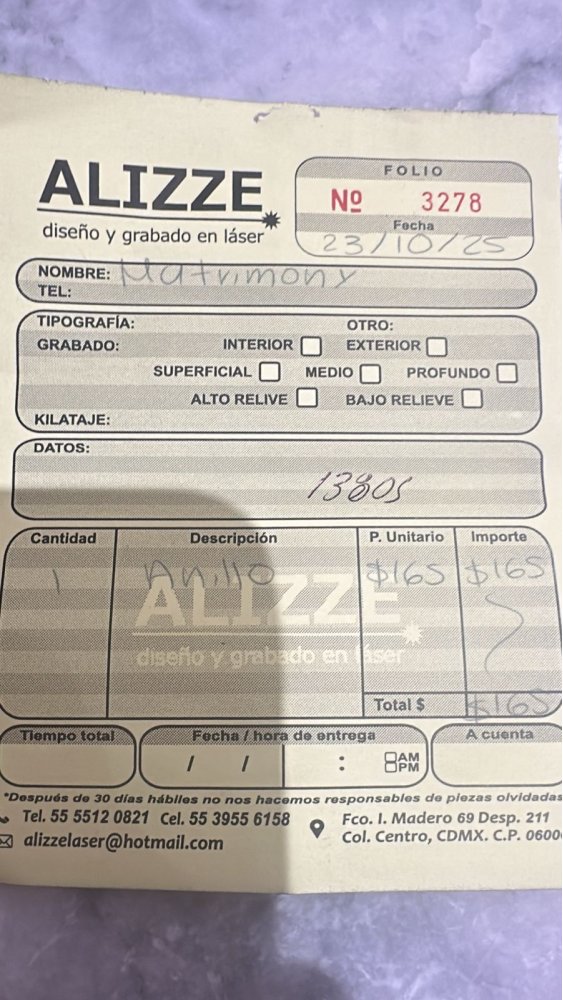 ALIZZE
diseño y grabado en láser
FOLIO
Nº 3278
Fecha
23/10/25
NOMBRE: Matrimony
TEL:
TIPOGRAFÍA: OTRO:
GRABADO: INTERIOR EXTERIOR
SUPERFICIAL MEDIO PROFUNDO
ALTO RELIVE BAJO RELIEVE
KILATAJE:
DATOS:
13805
Cantidad Descripción P. Unitario Importe
1 Anillo $165 $165
ALIZZE
diseño y grabado en láser
Total $ $165
Tiempo total Fecha / hora de entrega A cuenta
/ / : AM
PM
*Después de 30 días hábiles no nos hacemos responsables de piezas olvidadas
Tel. 55 5512 0821 Cel. 55 3955 6158 Fco. I. Madero 69 Desp. 211
alizzelaser@hotmail.com Col. Centro, CDMX. C.P. 0600